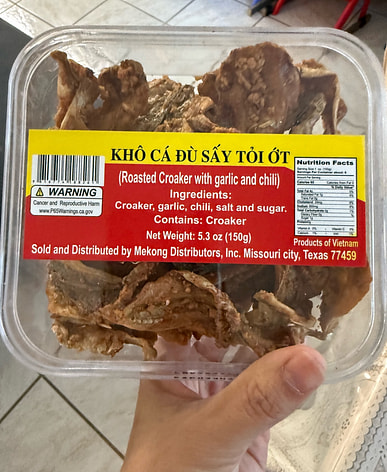 KHÔ CÁ ĐÙ SẤY TỎI ỚT
(Roasted Croaker with garlic and chili)
Ingredients:
Croaker, garlic, chili, salt and sugar.
Contains: Croaker
Net Weight: 5.3 oz (150g)
Sold and Distributed by Mekong Distributors, Inc. Missouri city, Texas 77459
WARNING
Cancer and Reproductive Harm
www.P65Warnings.ca.gov
Nutrition Facts
Products of Vietnam